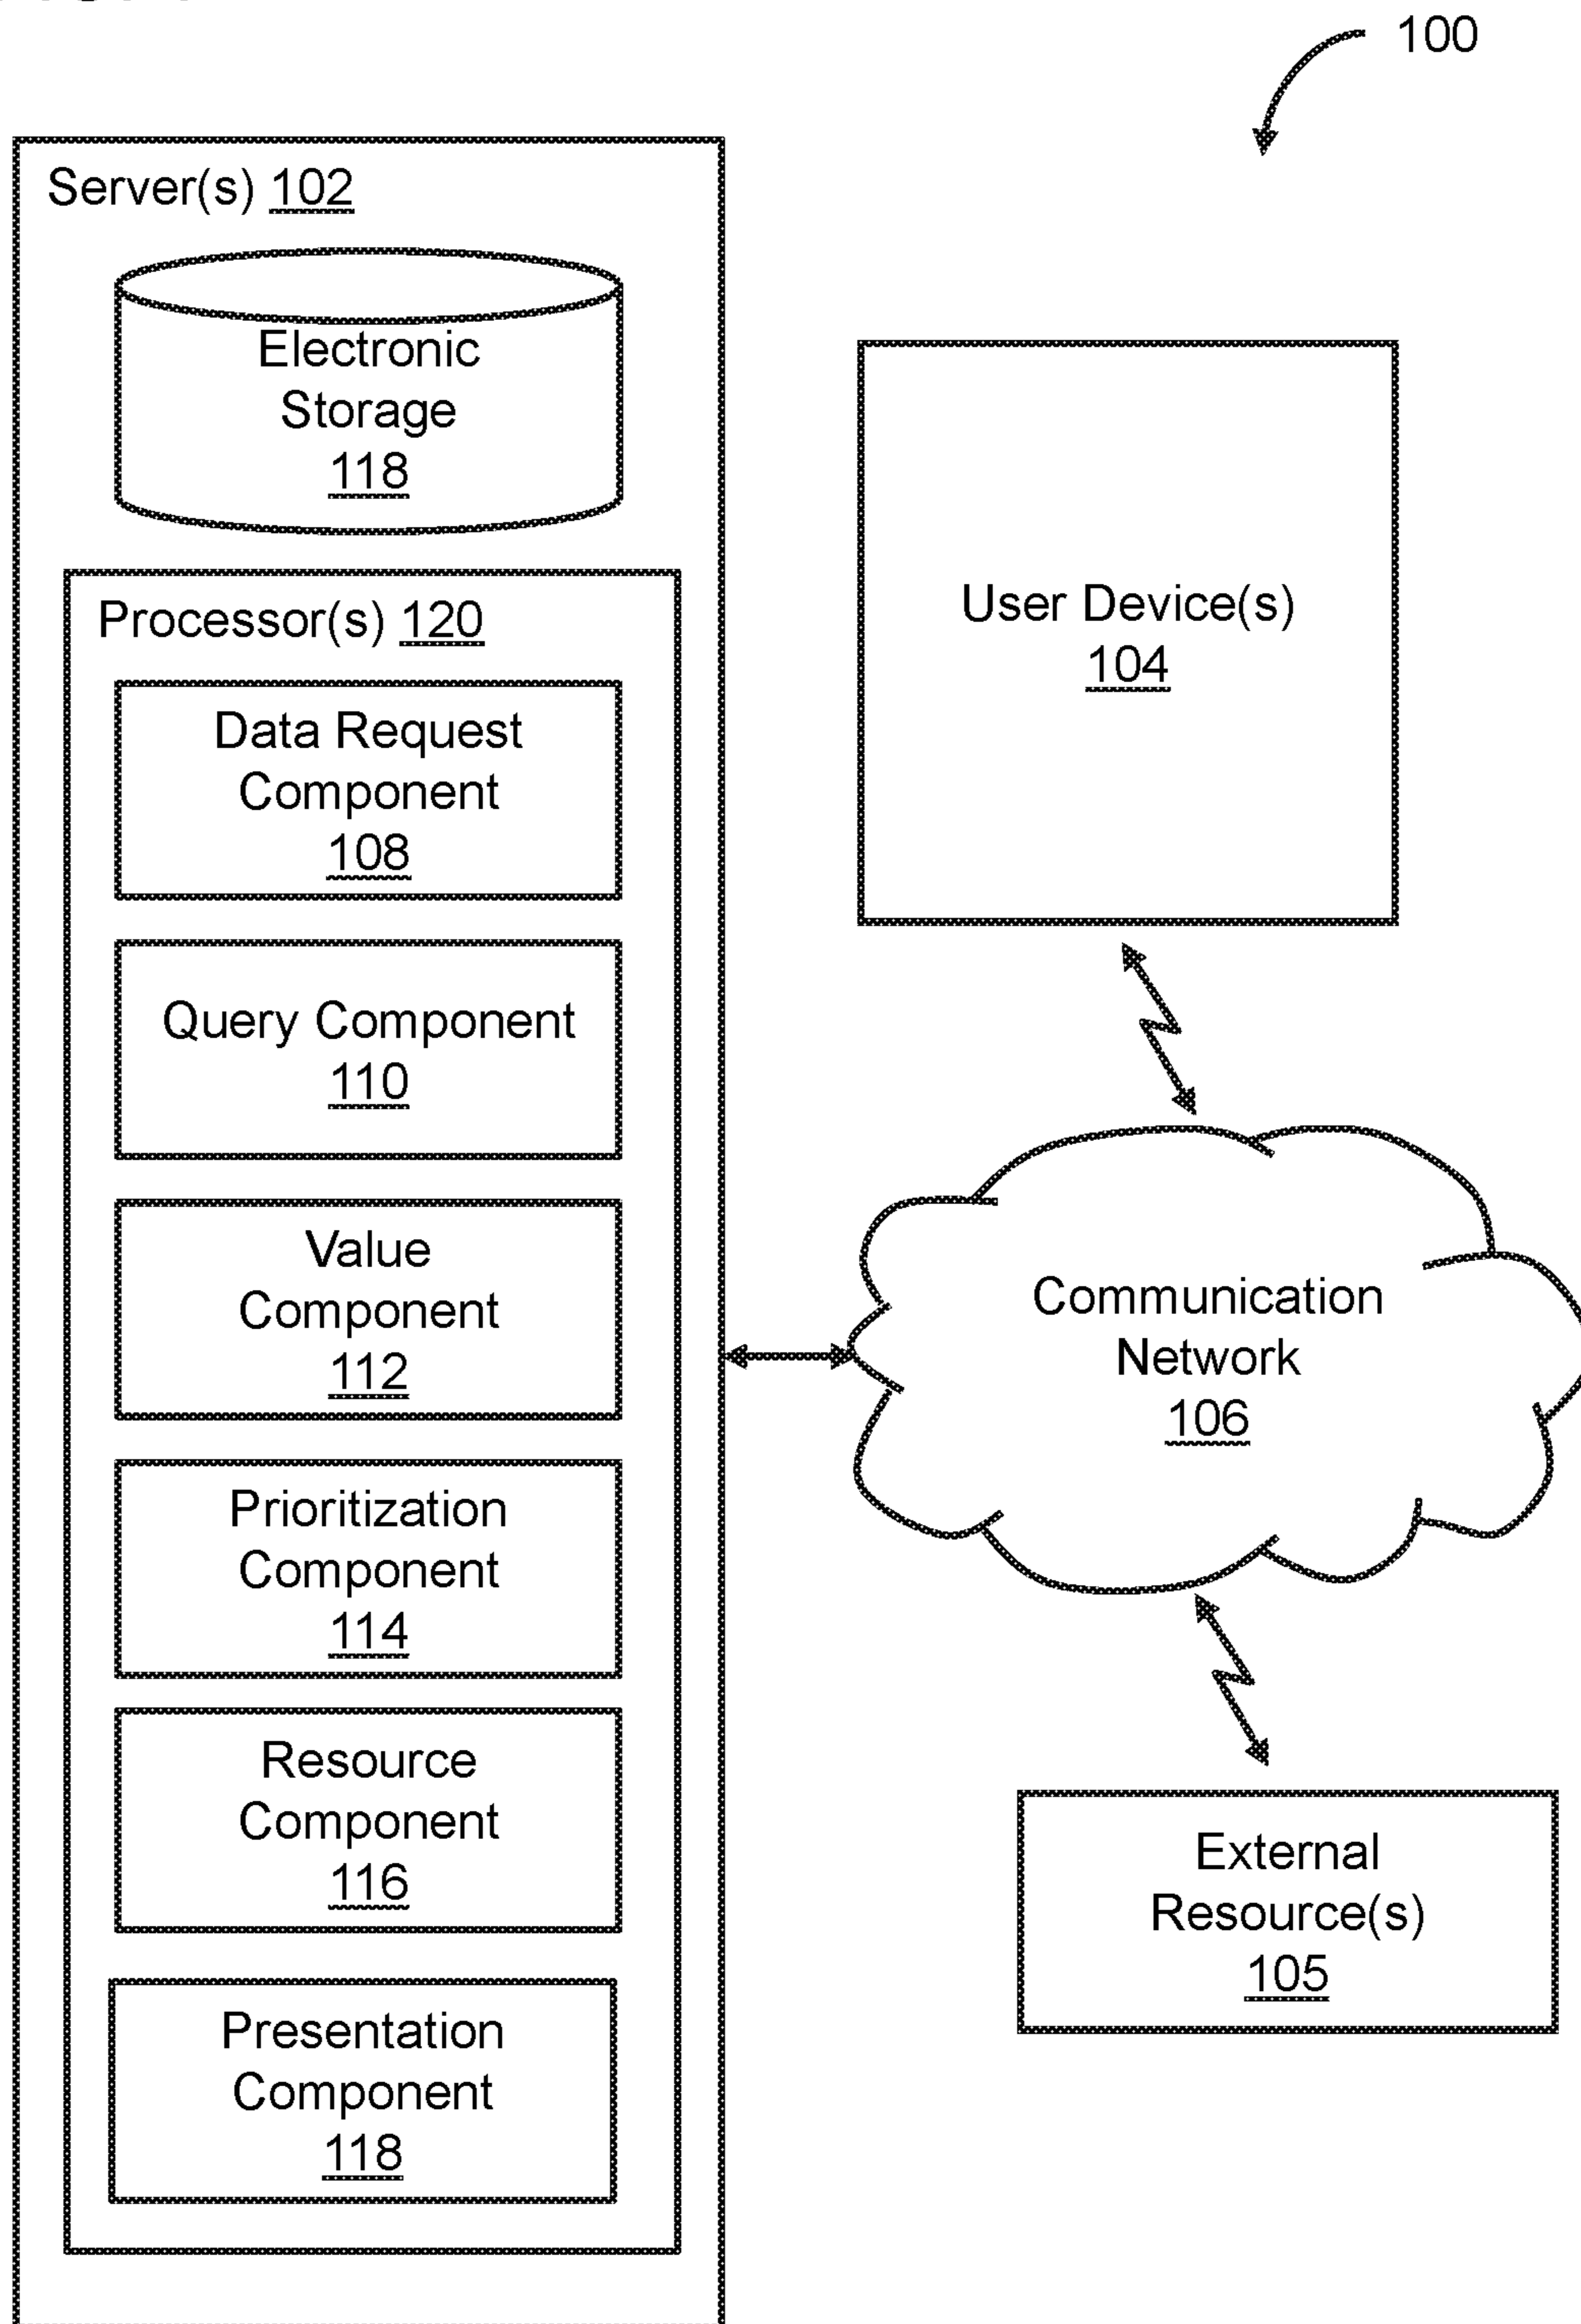 100
Server(s) 102
Electronic
Storage
118
Processor(s) 120
Data Request
Component
108
Query Component
110
Value
Component
112
Prioritization
Component
114
Resource
Component
116
Presentation
Component
118
User Device(s)
104
Communication
Network
106
External
Resource(s)
105